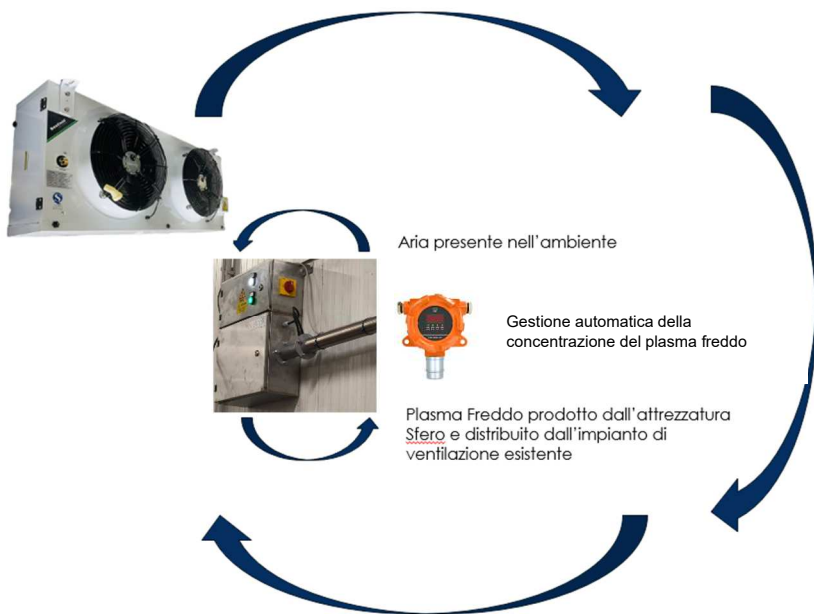 Aria presente nell'ambiente
Gestione automatica della
concentrazione del plasma freddo
Plasma Freddo prodotto dall'attrezzatura
Sfero e distribuito dall'impianto di
ventilazione esistente